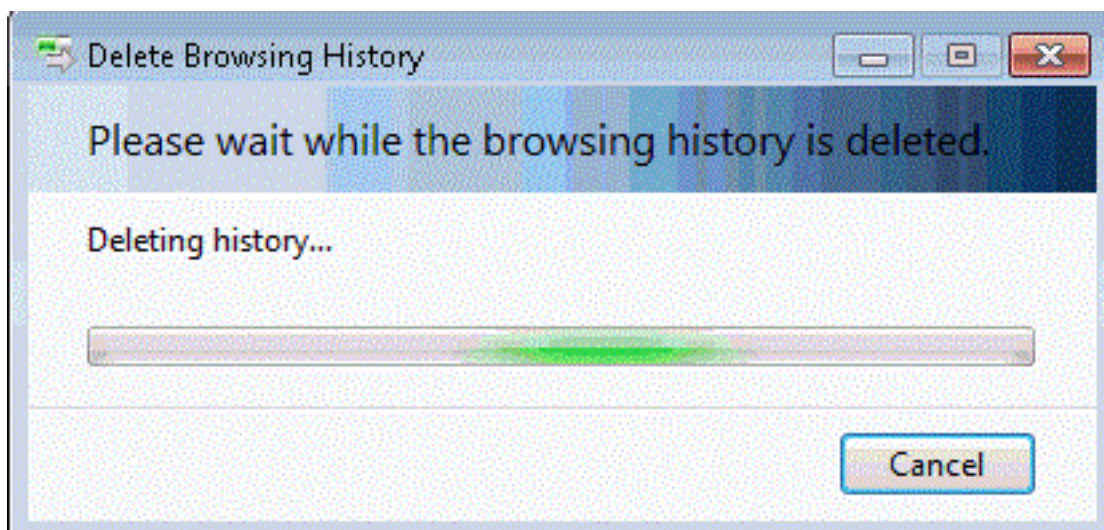 Delete Browsing History
Please wait while the browsing history is deleted.
Deleting history...
Cancel